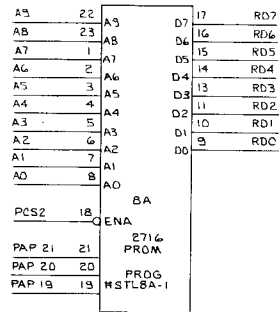 A9 22 A9 D7 17 RD7
A8 23 A8 D6 16 RD6
A7 1 A7 D5 15 RD5
A6 2 A6 D4 14 RD4
A5 3 A5 D3 13 RD3
A4 4 A4 D2 11 RD2
A3 5 A3 D1 10 RD1
A2 6 A2 D0 9 RD0
A1 7 A1
A0 8 A0
8A
PCS2 18 ENA
2716
PROM
PAP 21 21
PAP 20 20 PROG
PAP 19 19 #STL8A-1